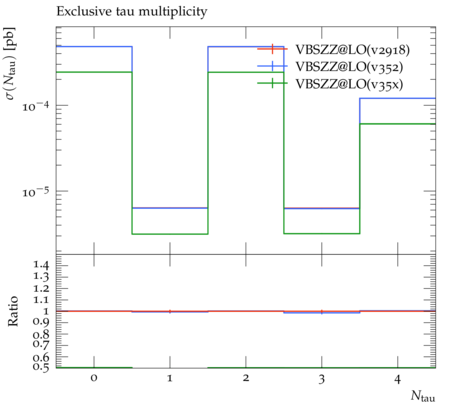 Exclusive tau multiplicity
σ(N_tau) [pb]
VBSZZ@LO(v2918)
VBSZZ@LO(v352)
VBSZZ@LO(v35x)
10^−4
10^−5
Ratio
1.4
1.3
1.2
1.1
1
0.9
0.8
0.7
0.6
0.5
0 1 2 3 4
N_tau